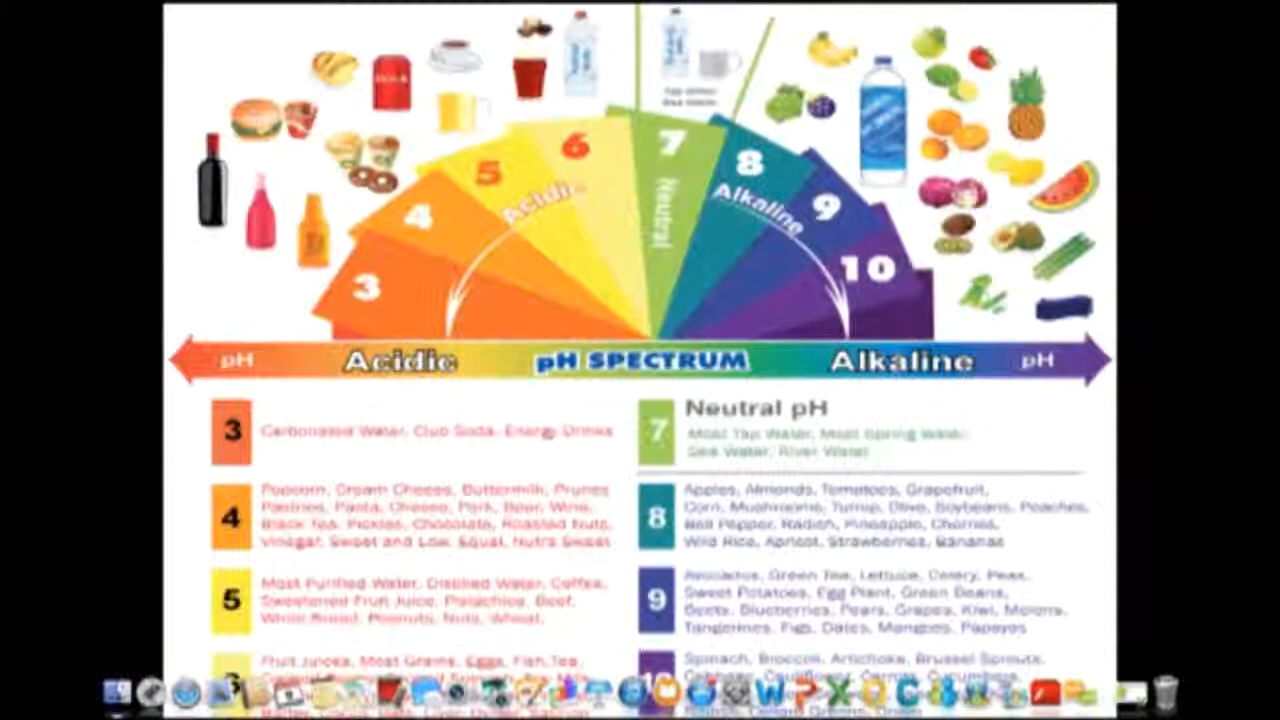 3
4
5
6
7
8
9
10
Acidic
Neutral
Alkaline
pH
Acidic
pH SPECTRUM
Alkaline
pH
3
Carbonated Water, Club Soda, Energy Drinks
4
Popcorn, Cream Cheese, Buttermilk, Prunes
Pastries, Pasta, Cheese, Pork, Beer, Wine,
Black Tea, Pickles, Chocolate, Roasted Nuts,
Vinegar, Sweet and Low, Equal, Nutra Sweet
5
Most Purified Water, Distilled Water, Coffee,
Sweetened Fruit Juice, Pistachios, Beef,
White Bread, Peanuts, Nuts, Wheat,
6
Fruit Juices, Most Grains, Eggs, Fish, Tea,
7
Neutral pH
Most Tap Water, Most Spring Water,
Sea Water, River Water
8
Apples, Almonds, Tomatoes, Grapefruit,
Corn, Mushrooms, Turnip, Olive, Soybeans, Peaches,
Bell Pepper, Radish, Pineapple, Cherries,
Wild Rice, Apricot, Strawberries, Bananas
9
Avocados, Green Tea, Lettuce, Celery, Peas,
Sweet Potatoes, Egg Plant, Green Beans,
Beets, Blueberries, Pears, Grapes, Kiwi, Melons,
Tangerines, Figs, Dates, Mangoes, Papayas
10
Spinach, Broccoli, Artichoke, Brussel Sprouts,